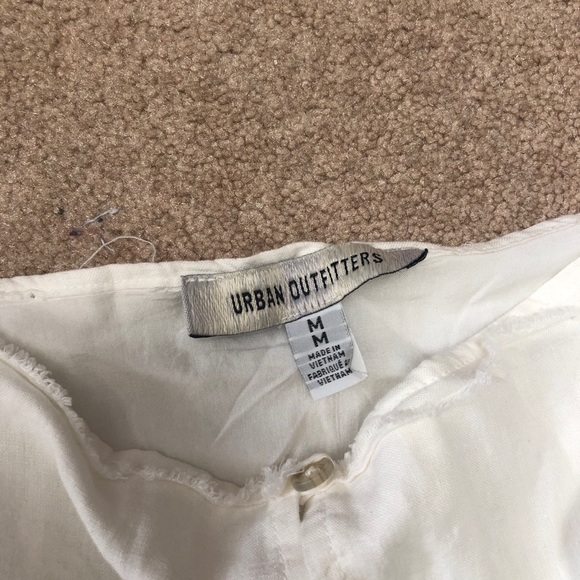 URBAN OUTFITTERS
M
M
MADE IN
VIETNAM
FABRIQUÉ
VIETNAM